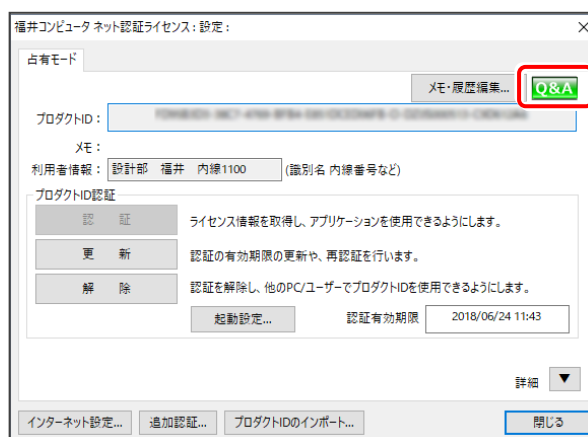 福井コンピュータ ネット認証ライセンス : 設定 :
占有モード
メモ・履歴編集... Q&A
プロダクトID :
メモ :
利用者情報 : 設計部 福井 内線1100 (識別名 内線番号など)
プロダクトID認証
認 証 ライセンス情報を取得し、アプリケーションを使用できるようにします。
更 新 認証の有効期限の更新や、再認証を行います。
解 除 認証を解除し、他のPC/ユーザーでプロダクトIDを使用できるようにします。
起動設定... 認証有効期限 2018/06/24 11:43
詳細 ▼
インターネット設定... 追加認証... プロダクトIDのインポート... 閉じる